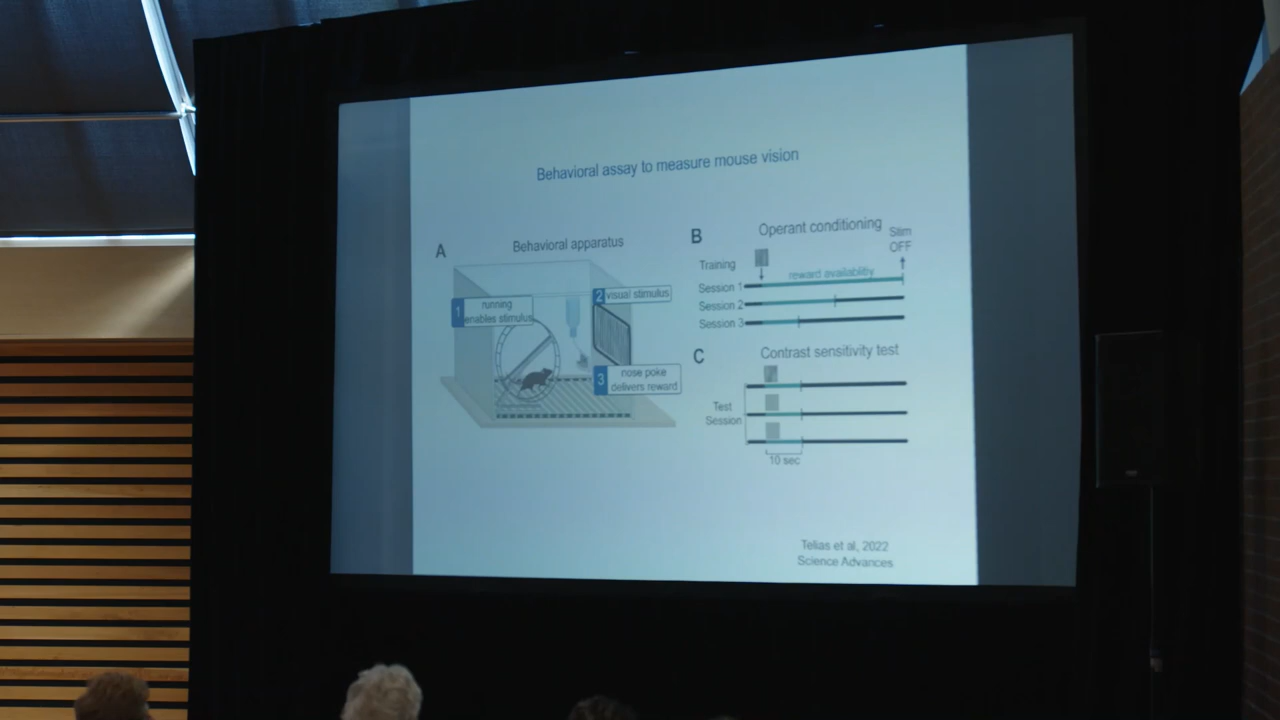 Behavioral assay to measure mouse vision
A
Behavioral apparatus
1
running
enables stimulus
2
visual stimulus
3
nose poke
delivers reward
B
Operant conditioning
Stim
OFF
Training
reward availability
Session 1
Session 2
Session 3
C
Contrast sensitivity test
Test
Session
10 sec
Telias et al, 2022
Science Advances